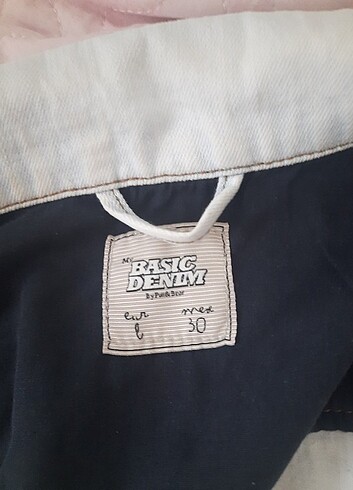 My
BASIC
DENIM
by Pull & Bear
eur mex
l 30